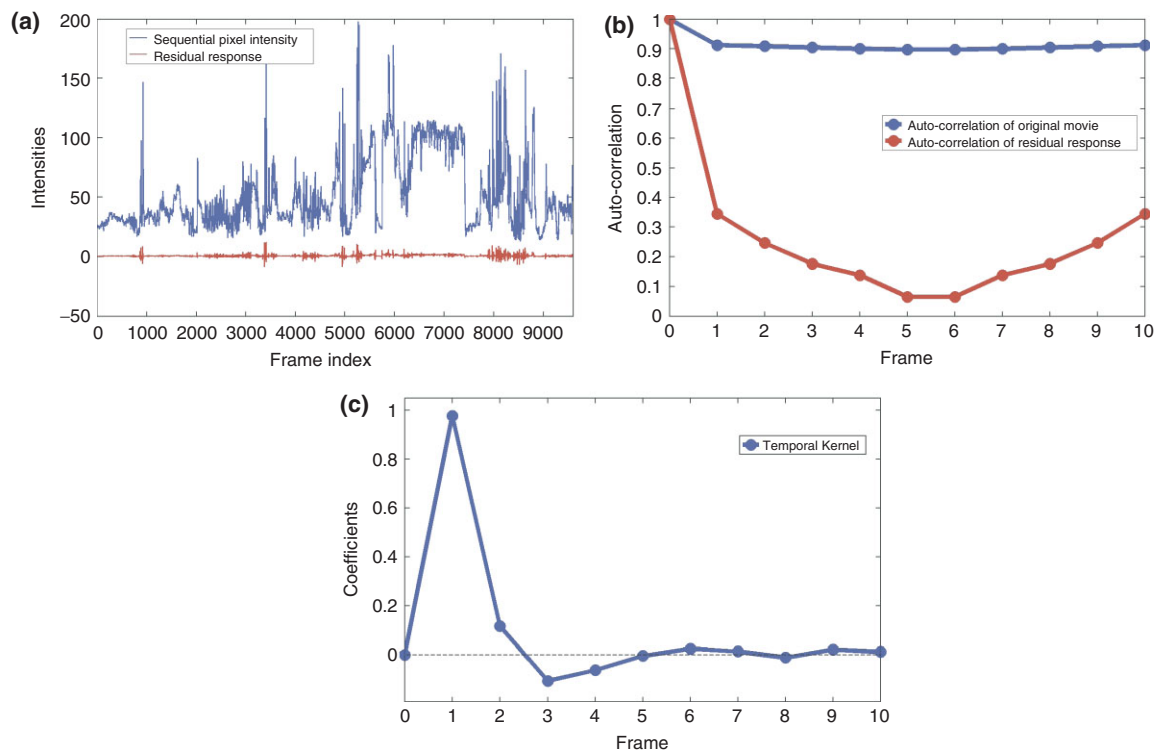 (a)
200
150
100
50
0
−50
Intensities
Sequential pixel intensity
Residual response
0 1000 2000 3000 4000 5000 6000 7000 8000 9000
Frame index
(b)
1
0.9
0.8
0.7
0.6
0.5
0.4
0.3
0.2
0.1
0
Auto-correlation
Auto-correlation of original movie
Auto-correlation of residual response
0 1 2 3 4 5 6 7 8 9 10
Frame
(c)
1
0.8
0.6
0.4
0.2
0
Coefficients
Temporal Kernel
0 1 2 3 4 5 6 7 8 9 10
Frame